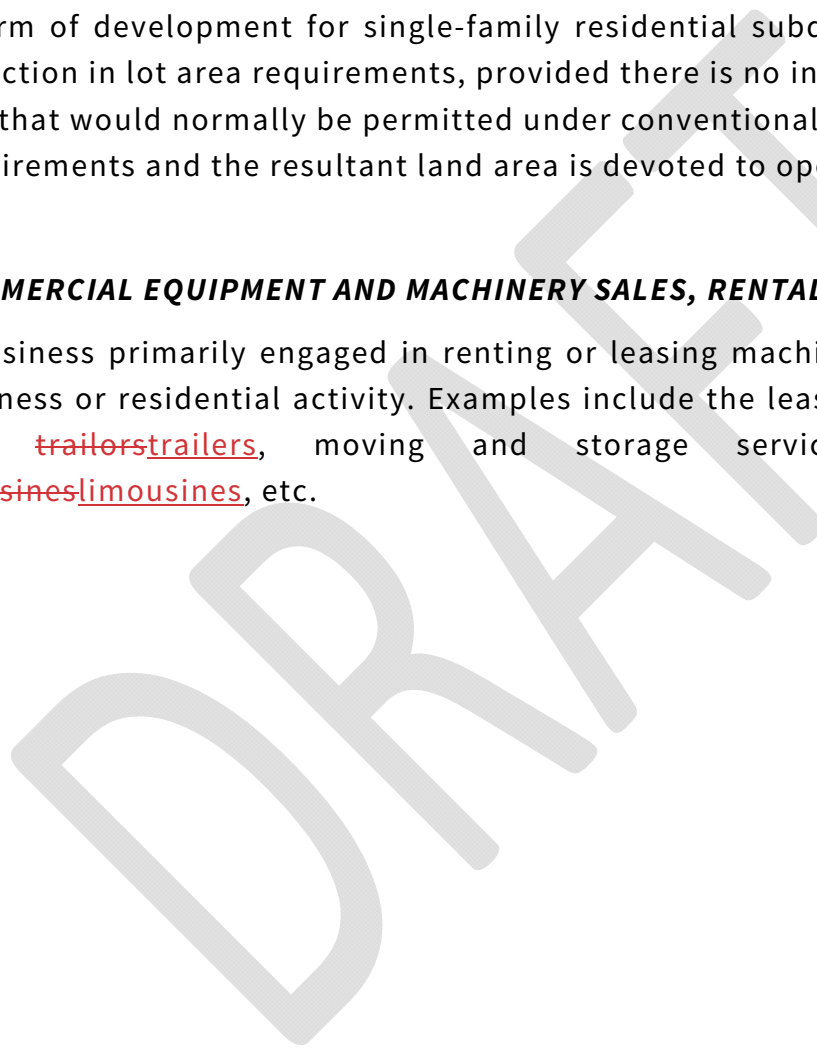 rm of development for single-family residential subd
ction in lot area requirements, provided there is no in
that would normally be permitted under conventional
irements and the resultant land area is devoted to ope
MERCIAL EQUIPMENT AND MACHINERY SALES, RENTAL
siness primarily engaged in renting or leasing machi
ness or residential activity. Examples include the leas
trailorstrailers, moving and storage servic
sineslimousines, etc.
DRAFT